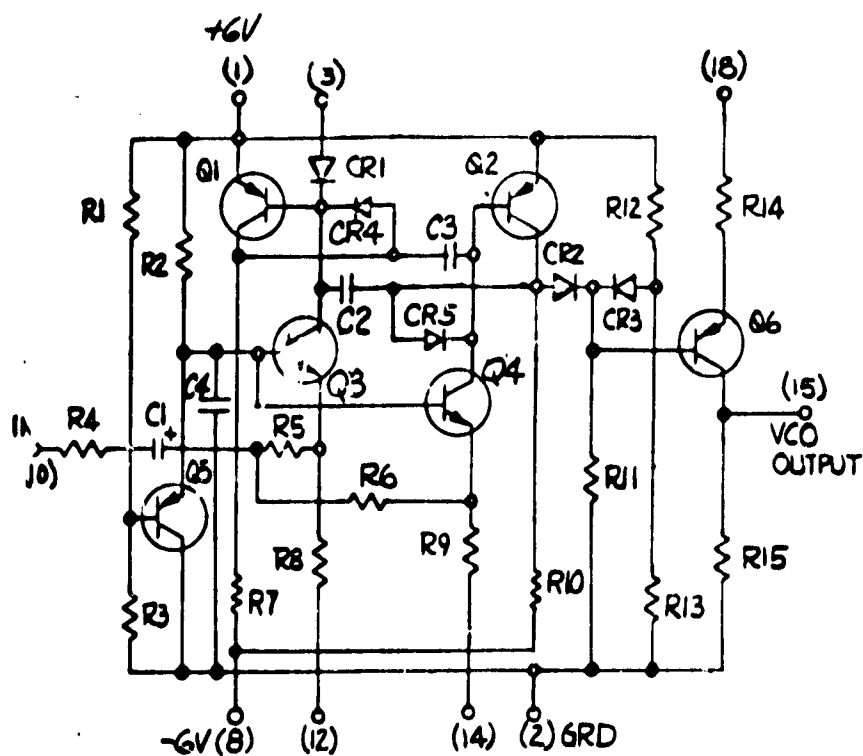 +6V
(1)
(3)
(18)
Q1
CR1
Q2
R1
R12
R14
R2
CR4
C3
CR2
C2
CR5
CR3
Q6
Q3
Q4
C4
(15)
VCO
OUTPUT
R4
C1
+
R5
Q5
R6
R11
R9
R8
R15
R7
R10
R3
R13
-6V (8)
(12)
(14)
(2) GRD